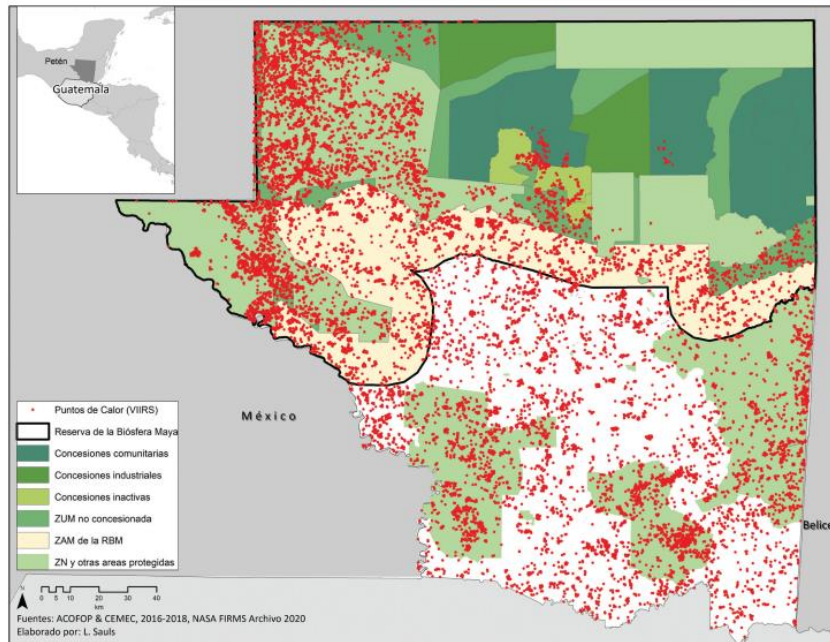 Petén
Guatemala
México
Belice
Puntos de Calor (VIIRS)
Reserva de la Biósfera Maya
Concesiones comunitarias
Concesiones industriales
Concesiones inactivas
ZUM no concesionada
ZAM de la RBM
ZN y otras areas protegidas
N
0 5 10 20 30 40
km
Fuentes: ACOFOP & CEMEC, 2016-2018, NASA FIRMS Archivo 2020
Elaborado por: L. Sauls